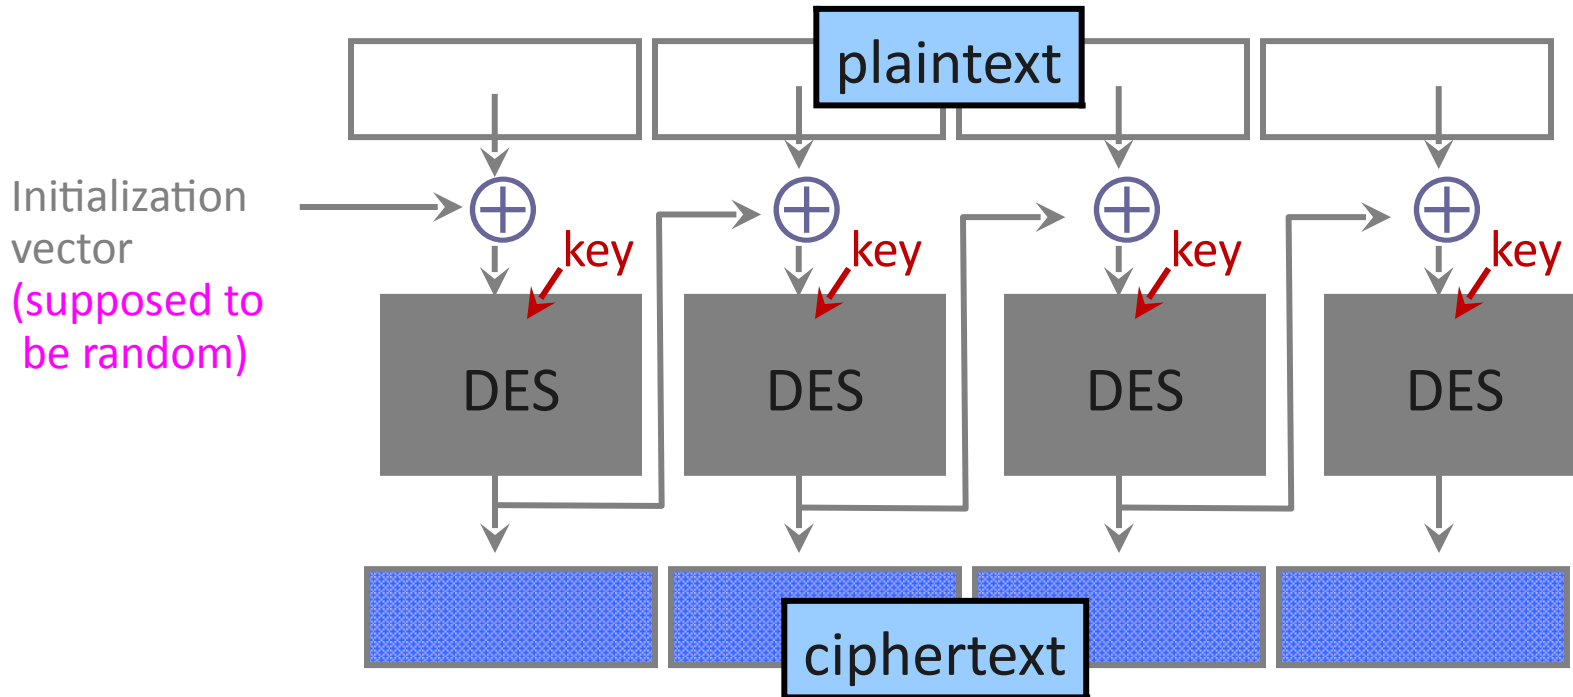 plaintext
Initialization
vector
(supposed to
be random)
key
key
key
key
DES
DES
DES
DES
ciphertext